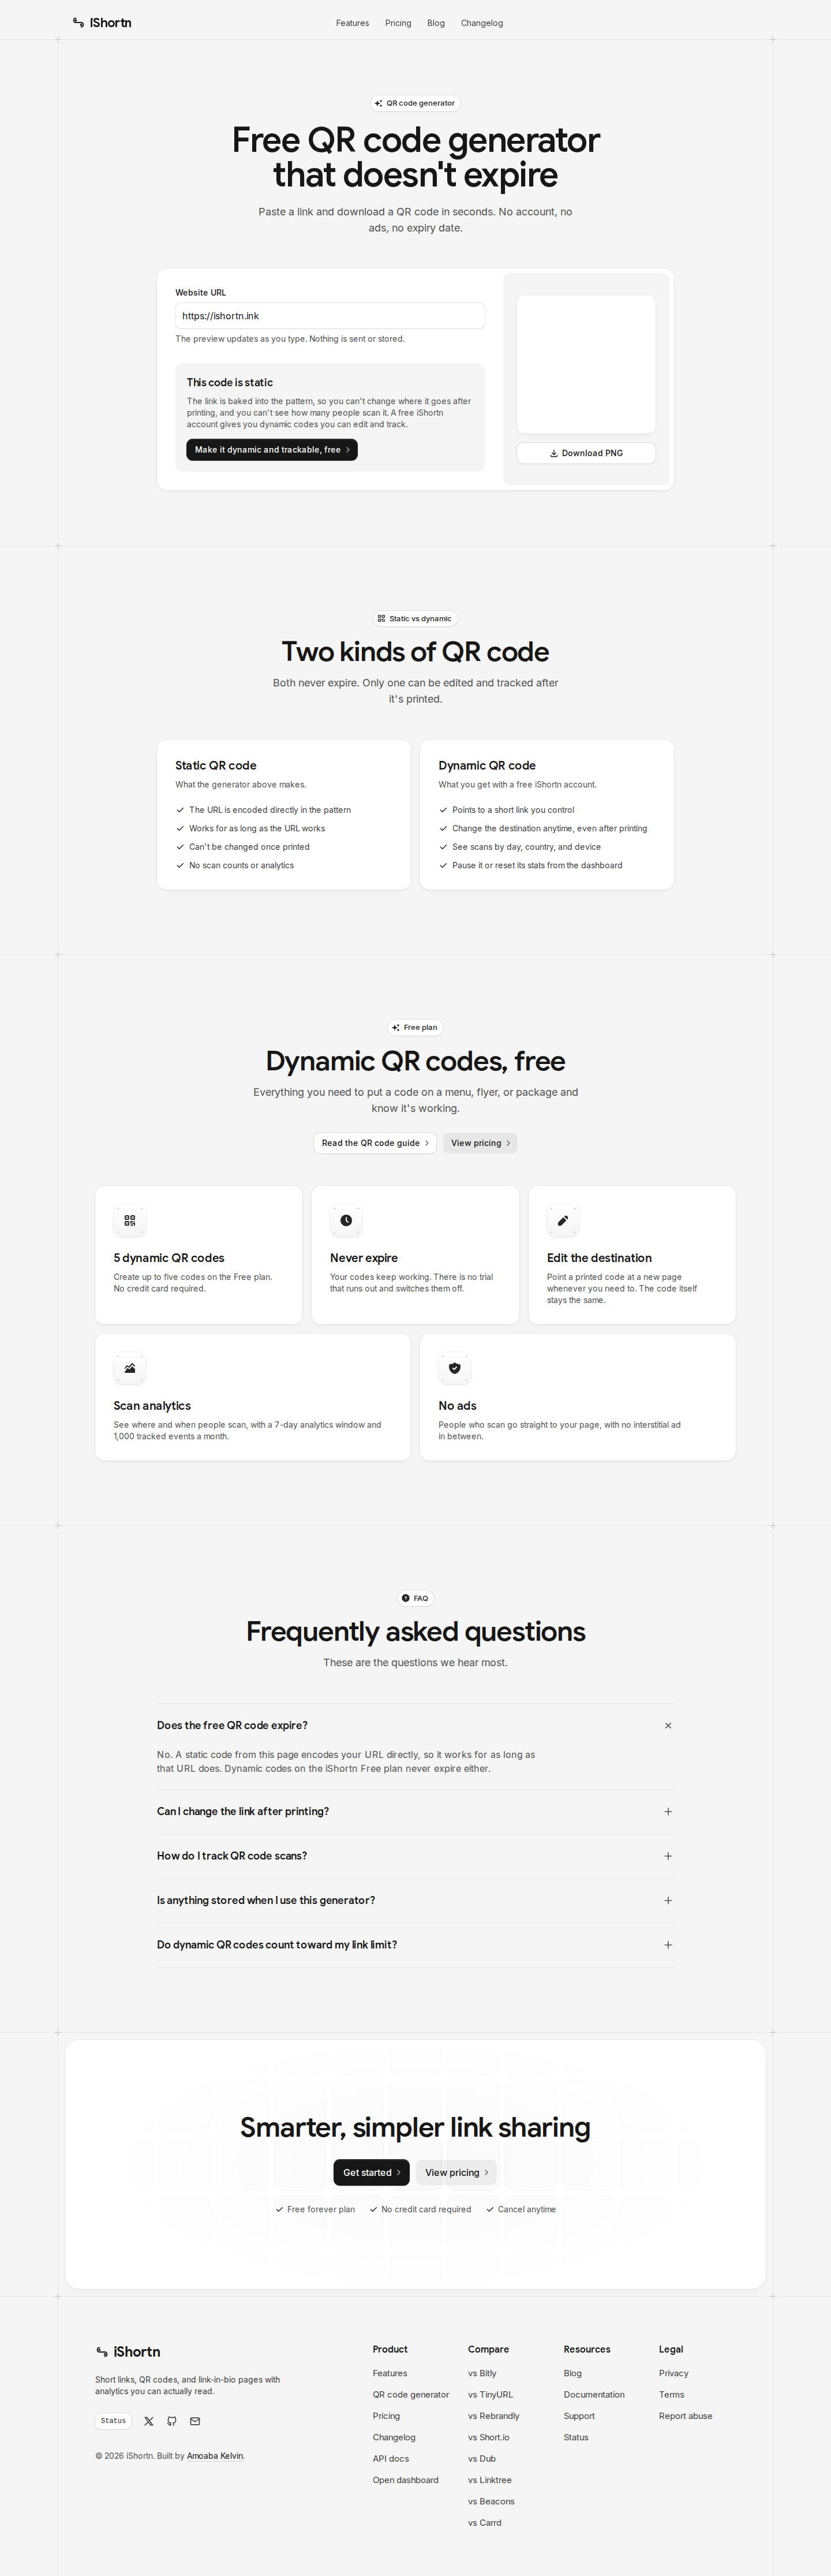 iShortn
Features Pricing Blog Changelog
QR code generator
Free QR code generator
that doesn't expire
Paste a link and download a QR code in seconds. No account, no
ads, no expiry date.
Website URL
https://ishortn.ink
The preview updates as you type. Nothing is sent or stored.
This code is static
The link is baked into the pattern, so you can't change where it goes after
printing, and you can't see how many people scan it. A free iShortn
account gives you dynamic codes you can edit and track.
Make it dynamic and trackable, free
Download PNG
Static vs dynamic
Two kinds of QR code
Both never expire. Only one can be edited and tracked after
it's printed.
Static QR code
What the generator above makes.
The URL is encoded directly in the pattern
Works for as long as the URL works
Can't be changed once printed
No scan counts or analytics
Dynamic QR code
What you get with a free iShortn account.
Points to a short link you control
Change the destination anytime, even after printing
See scans by day, country, and device
Pause it or reset its stats from the dashboard
Free plan
Dynamic QR codes, free
Everything you need to put a code on a menu, flyer, or package and
know it's working.
Read the QR code guide View pricing
5 dynamic QR codes
Create up to five codes on the Free plan.
No credit card required.
Never expire
Your codes keep working. There is no trial
that runs out and switches them off.
Edit the destination
Point a printed code at a new page
whenever you need to. The code itself
stays the same.
Scan analytics
See where and when people scan, with a 7-day analytics window and
1,000 tracked events a month.
No ads
People who scan go straight to your page, with no interstitial ad
in between.
FAQ
Frequently asked questions
These are the questions we hear most.
Does the free QR code expire?
No. A static code from this page encodes your URL directly, so it works for as long as
that URL does. Dynamic codes on the iShortn Free plan never expire either.
Can I change the link after printing?
How do I track QR code scans?
Is anything stored when I use this generator?
Do dynamic QR codes count toward my link limit?
Smarter, simpler link sharing
Get started View pricing
Free forever plan No credit card required Cancel anytime
iShortn
Short links, QR codes, and link-in-bio pages with
analytics you can actually read.
Status
© 2026 iShortn. Built by Amoaba Kelvin.
Product
Features
QR code generator
Pricing
Changelog
API docs
Open dashboard
Compare
vs Bitly
vs TinyURL
vs Rebrandly
vs Short.io
vs Dub
vs Linktree
vs Beacons
vs Carrd
Resources
Blog
Documentation
Support
Status
Legal
Privacy
Terms
Report abuse